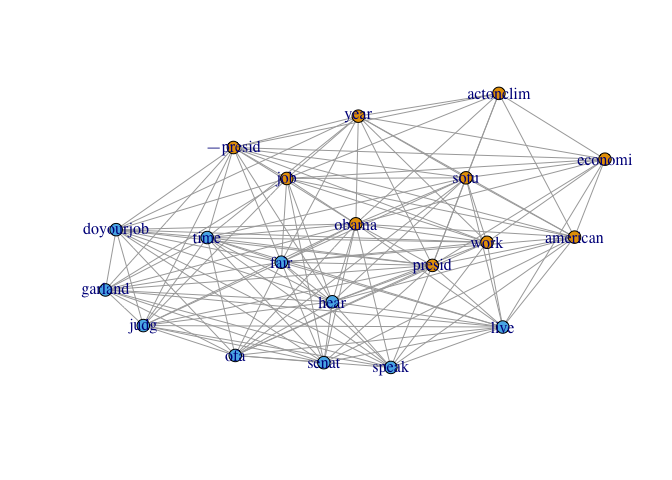 actonclim
year
—presid
economi
job
sotu
obama
doyourjob
time
work
american
fair
presid
garland
hear
judg
live
ofa
senat
speak